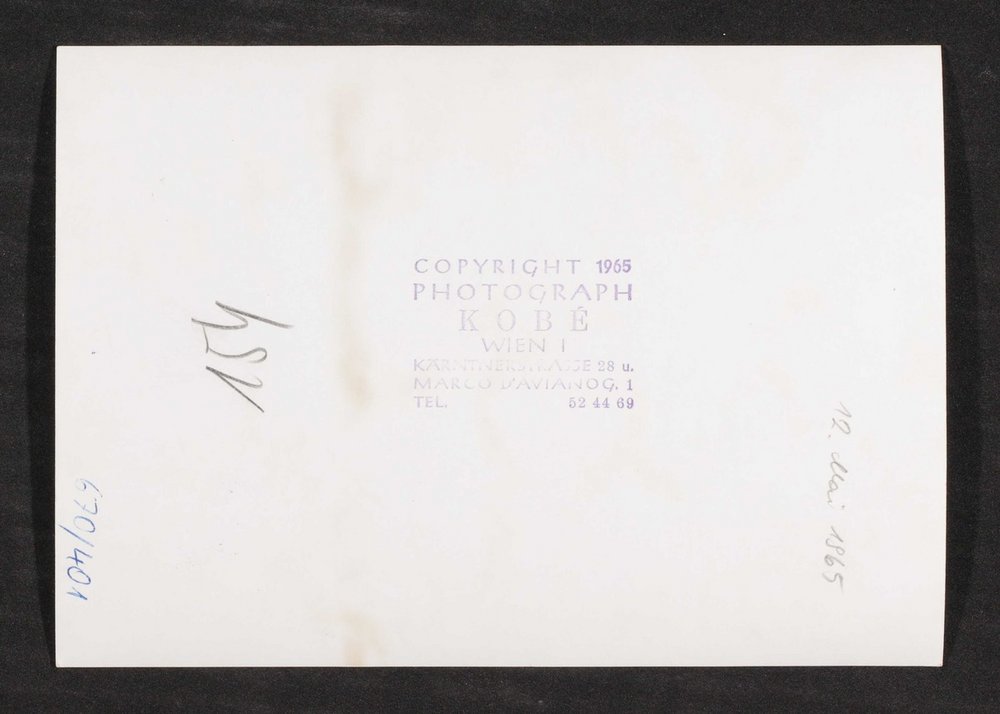 COPYRIGHT 1965
PHOTOGRAPH
KOBÉ
WIEN I
KÄRNTNERSTRASSE 28 u.
MARCO D'AVIANOG. 1
TEL. 52 44 69
154
670/401
12. Mai 1965